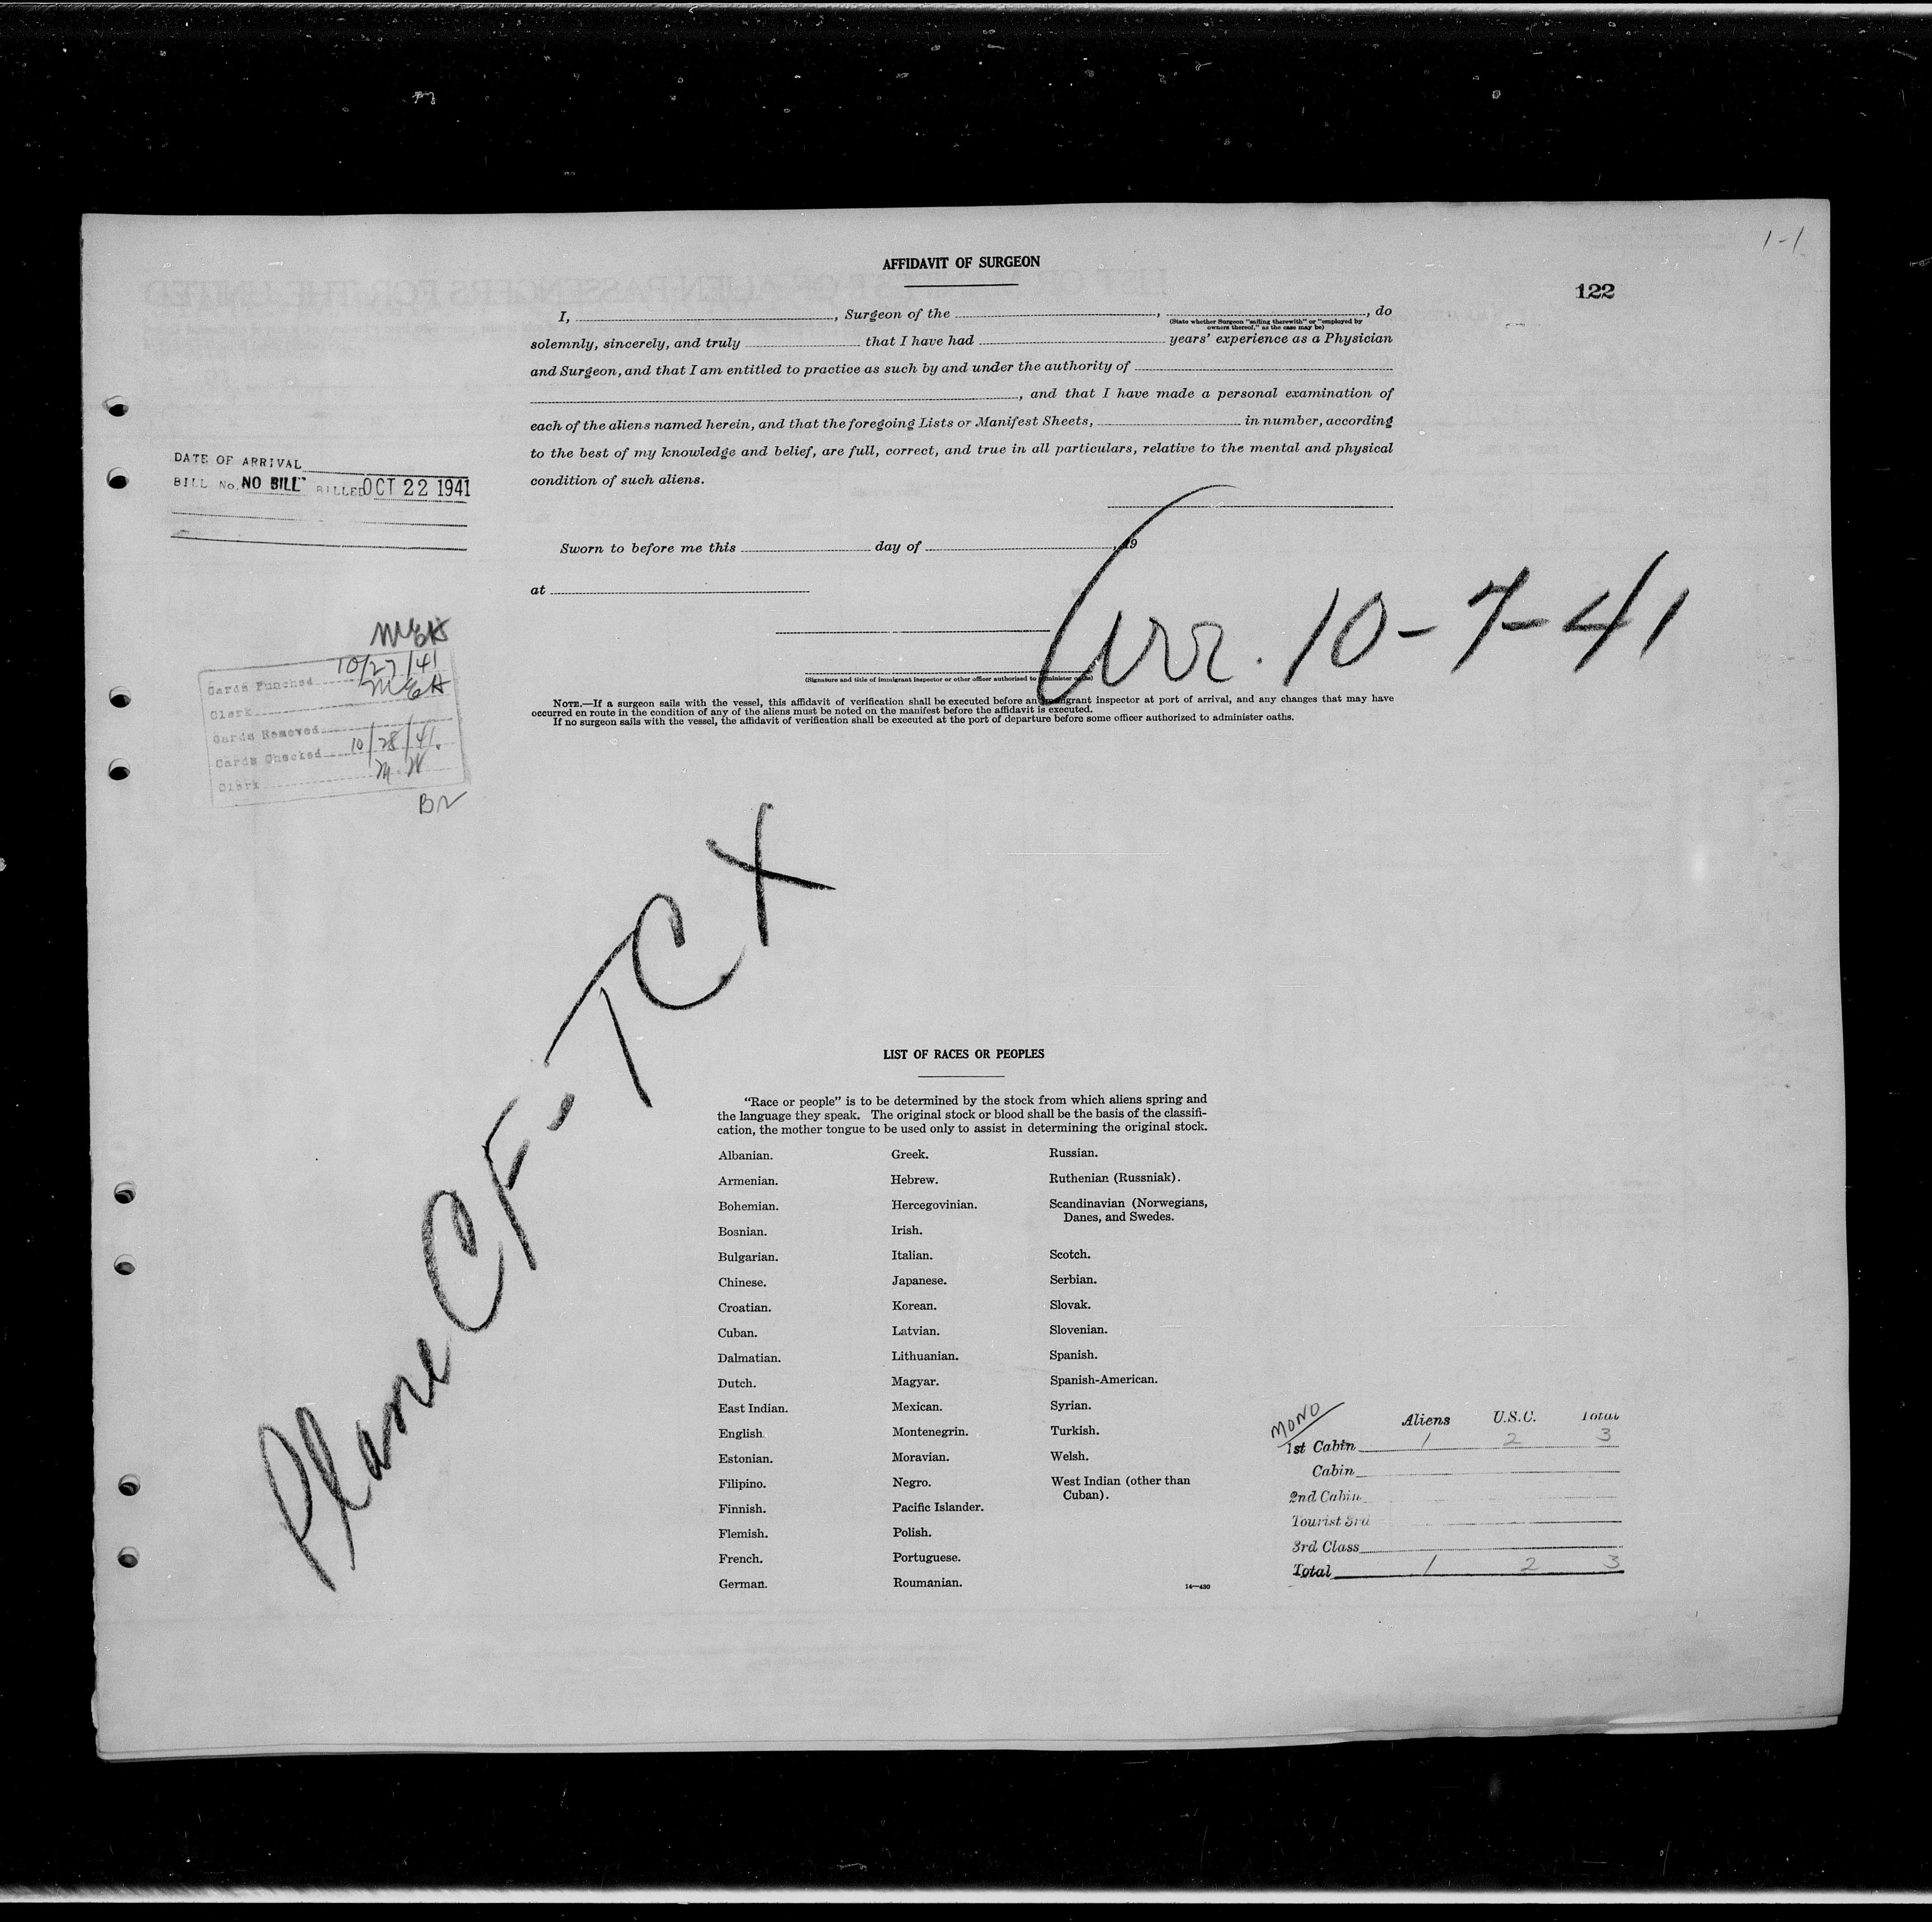 1-1
AFFIDAVIT OF SURGEON
122
I, , Surgeon of the , , do
(State whether Surgeon "sailing therewith" or "employed by
owners thereof," as the case may be)
solemnly, sincerely, and truly that I have had years' experience as a Physician
and Surgeon, and that I am entitled to practice as such by and under the authority of
, and that I have made a personal examination of
each of the aliens named herein, and that the foregoing Lists or Manifest Sheets, in number, according
to the best of my knowledge and belief, are full, correct, and true in all particulars, relative to the mental and physical
condition of such aliens.
DATE OF ARRIVAL
BILL No. NO BILL BILLED OCT 22 1941
Sworn to before me this day of , 19
at
Arr. 10-7-41
(Signature and title of immigrant inspector or other officer authorized to administer oaths)
NOTE.—If a surgeon sails with the vessel, this affidavit of verification shall be executed before an immigrant inspector at port of arrival, and any changes that may have
occurred en route in the condition of any of the aliens must be noted on the manifest before the affidavit is executed.
If no surgeon sails with the vessel, the affidavit of verification shall be executed at the port of departure before some officer authorized to administer oaths.
MEH
Cards Punched 10/27/41
Clerk MEH
Cards Removed
Cards Checked 10/28/41.
Clerk M.W
Plane CF-TCX
LIST OF RACES OR PEOPLES
"Race or people" is to be determined by the stock from which aliens spring and
the language they speak. The original stock or blood shall be the basis of the classifi-
cation, the mother tongue to be used only to assist in determining the original stock.
Albanian.
Armenian.
Bohemian.
Bosnian.
Bulgarian.
Chinese.
Croatian.
Cuban.
Dalmatian.
Dutch.
East Indian.
English.
Estonian.
Filipino.
Finnish.
Flemish.
French.
German.
Greek.
Hebrew.
Hercegovinian.
Irish.
Italian.
Japanese.
Korean.
Latvian.
Lithuanian.
Magyar.
Mexican.
Montenegrin.
Moravian.
Negro.
Pacific Islander.
Polish.
Portuguese.
Roumanian.
Russian.
Ruthenian (Russniak).
Scandinavian (Norwegians,
Danes, and Swedes.
Scotch.
Serbian.
Slovak.
Slovenian.
Spanish.
Spanish-American.
Syrian.
Turkish.
Welsh.
West Indian (other than
Cuban).
14—430
MONO
Aliens U.S.C. Total
1st Cabin 1 2 3
Cabin
2nd Cabin
Tourist 3rd
3rd Class
Total 1 2 3